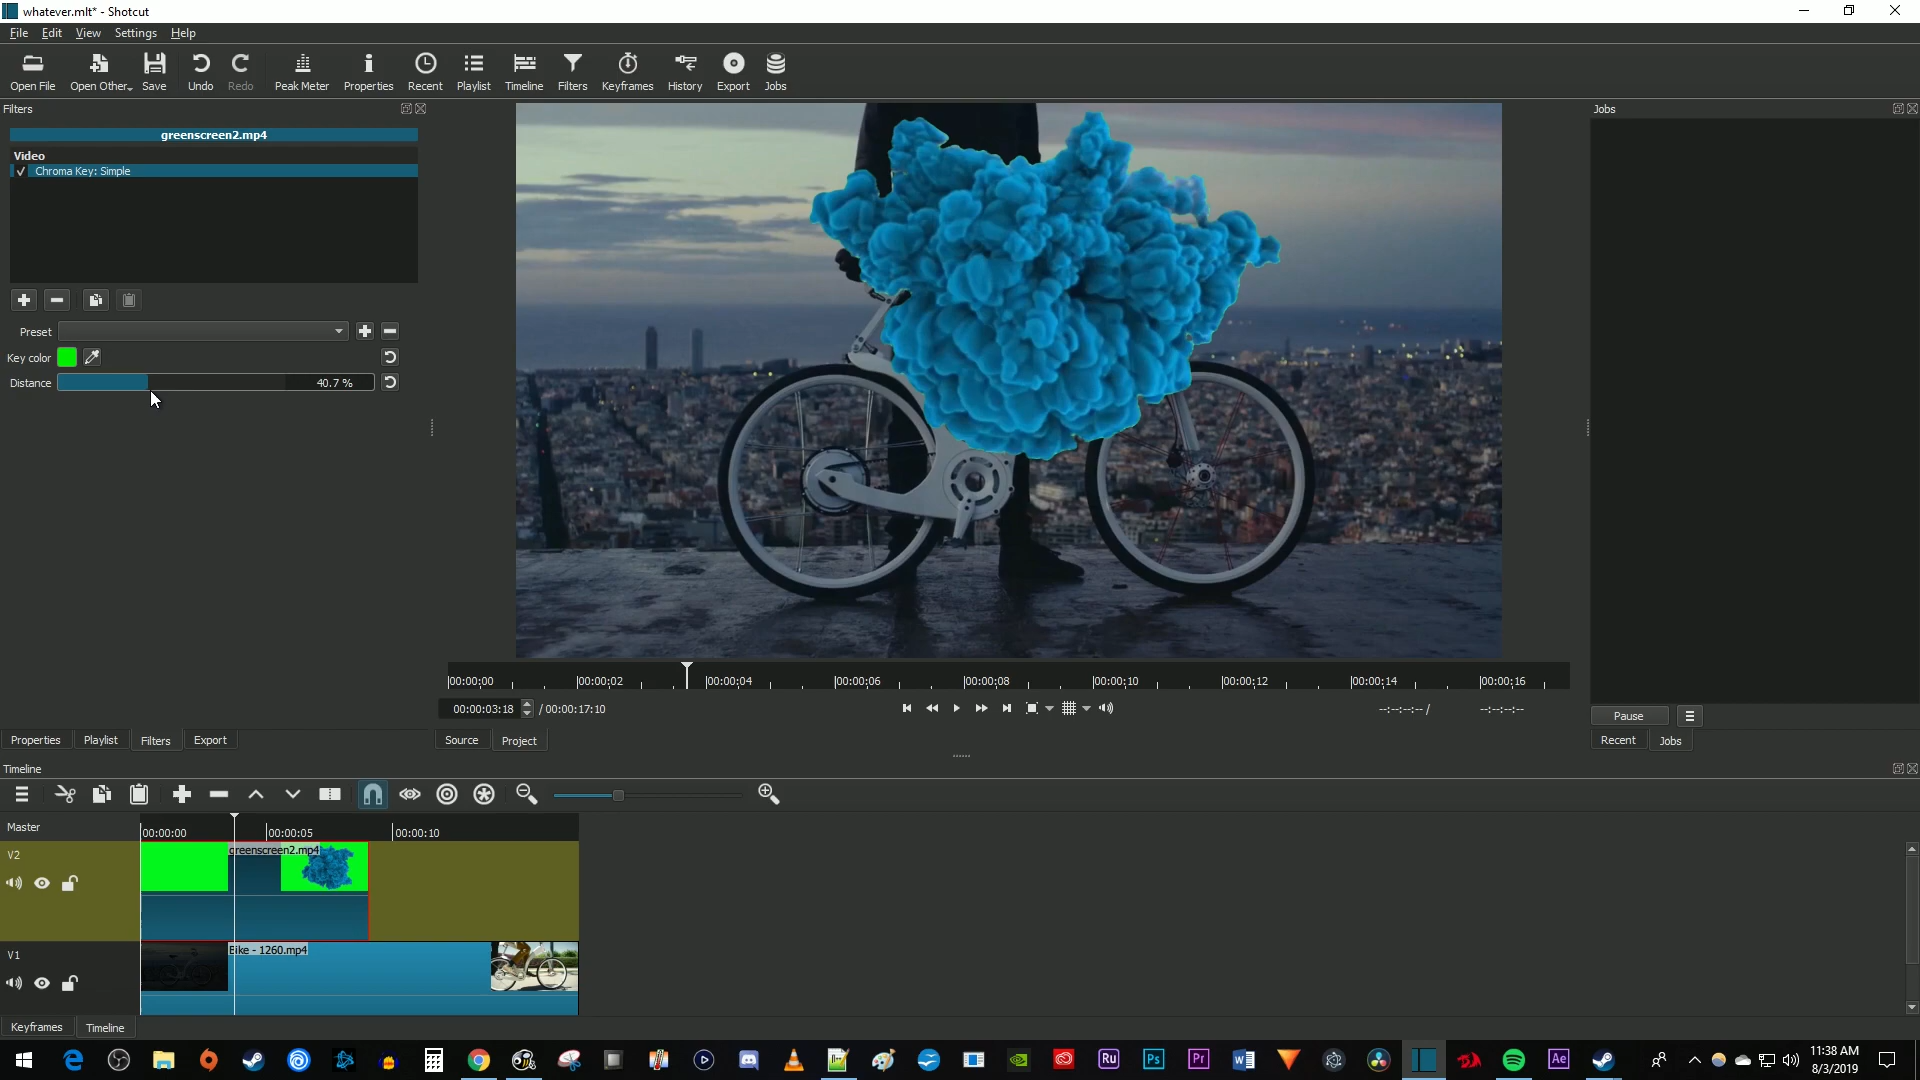 whatever.mlt* - Shotcut
File Edit View Settings Help
Open File Open Other... Save Undo Redo Peak Meter Properties Recent Playlist Timeline Filters Keyframes History Export Jobs
Filters
greenscreen2.mp4
Video
Chroma Key: Simple
Preset
Key color
Distance 40.7 %
Jobs
00:00:00 00:00:02 00:00:04 00:00:06 00:00:08 00:00:10 00:00:12 00:00:14 00:00:16
00:00:03:18 / 00:00:17:10 --:--:--:-- / --:--:--:--
Pause
Properties Playlist Filters Export
Source Project
Recent Jobs
Timeline
Master
00:00:00 00:00:05 00:00:10
V2
greenscreen2.mp4
V1
Bike - 1260.mp4
Keyframes Timeline
Ru Ps Pr Ae
11:38 AM
8/3/2019